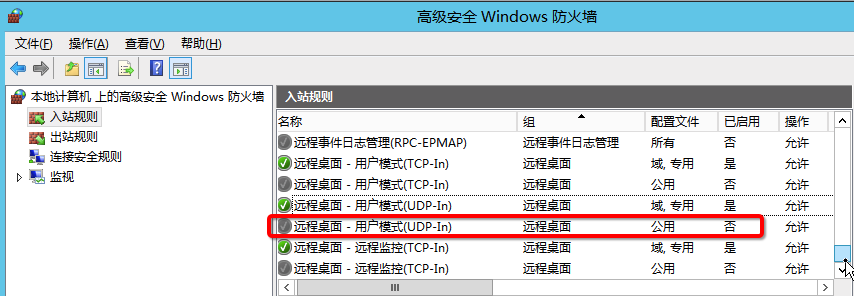 高级安全 Windows 防火墙
文件(F) 操作(A) 查看(V) 帮助(H)
本地计算机 上的高级安全 Windows 防火墙
入站规则
出站规则
连接安全规则
监视
入站规则
名称 组 配置文件 已启用 操作
远程事件日志管理(RPC-EPMAP) 远程事件日志管理 所有 否 允许
远程桌面 - 用户模式(TCP-In) 远程桌面 域, 专用 是 允许
远程桌面 - 用户模式(TCP-In) 远程桌面 公用 否 允许
远程桌面 - 用户模式(UDP-In) 远程桌面 域, 专用 是 允许
远程桌面 - 用户模式(UDP-In) 远程桌面 公用 否 允许
远程桌面 - 远程监控(TCP-In) 远程桌面 域, 专用 是 允许
远程桌面 - 远程监控(TCP-In) 远程桌面 公用 否 允许